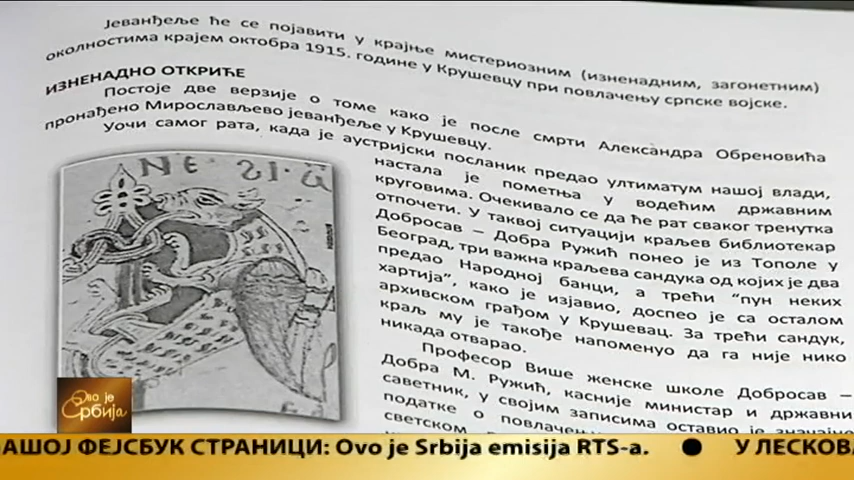 Јеванђеље ће се појавити у крајње мистериозним (изненадним, загонетним)
околностима крајем октобра 1915. године у Крушевцу при повлачењу српске војске.
ИЗНЕНАДНО ОТКРИЋЕ
Постоје две верзије о томе како је после смрти Александра Обреновића
пронађено Мирослављево јеванђеље у Крушевцу.
Уочи самог рата, када је аустријски посланик предао ултиматум нашој влади,
настала је пометња у водећим државним
круговима. Очекивало се да ће рат сваког тренутка
отпочети. У таквој ситуацији краљев библиотекар
Добросав – Добра Ружић понео је из Тополе у
Београд, три важна краљева сандука од којих је два
предао Народној банци, а трећи “пун неких
хартија”, како је изјавио, доспео је са осталом
архивском грађом у Крушевац. За трећи сандук,
краљ му је такође напоменуо да га није нико
никада отварао.
Професор Више женске школе Добросав –
Добра М. Ружић, касније министар и државни
саветник, у својим записима оставио је значајне
податке о повлачењу
светском
Ово је
Србија
АШОЈ ФЕЈСБУК СТРАНИЦИ: Ovo je Srbija emisija RTS-a. ● У ЛЕСКОВА